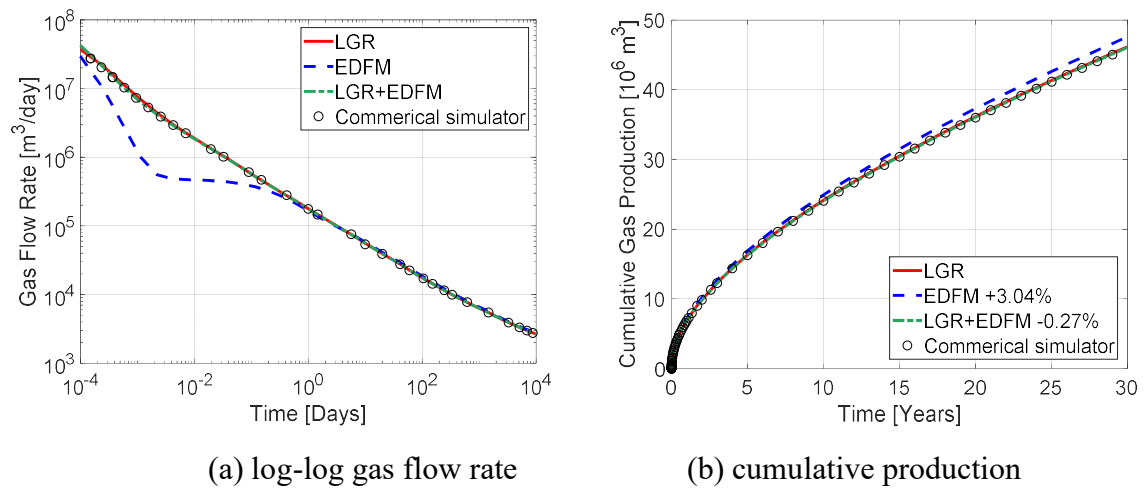 10^8
10^7
10^6
10^5
10^4
10^3
Gas Flow Rate [m^3/day]
LGR
EDFM
LGR+EDFM
Commerical simulator
10^-4
10^-2
10^0
10^2
10^4
Time [Days]
(a) log-log gas flow rate
50
40
30
20
10
0
Cumulative Gas Production [10^6 m^3]
LGR
EDFM +3.04%
LGR+EDFM -0.27%
Commerical simulator
0
5
10
15
20
25
30
Time [Years]
(b) cumulative production